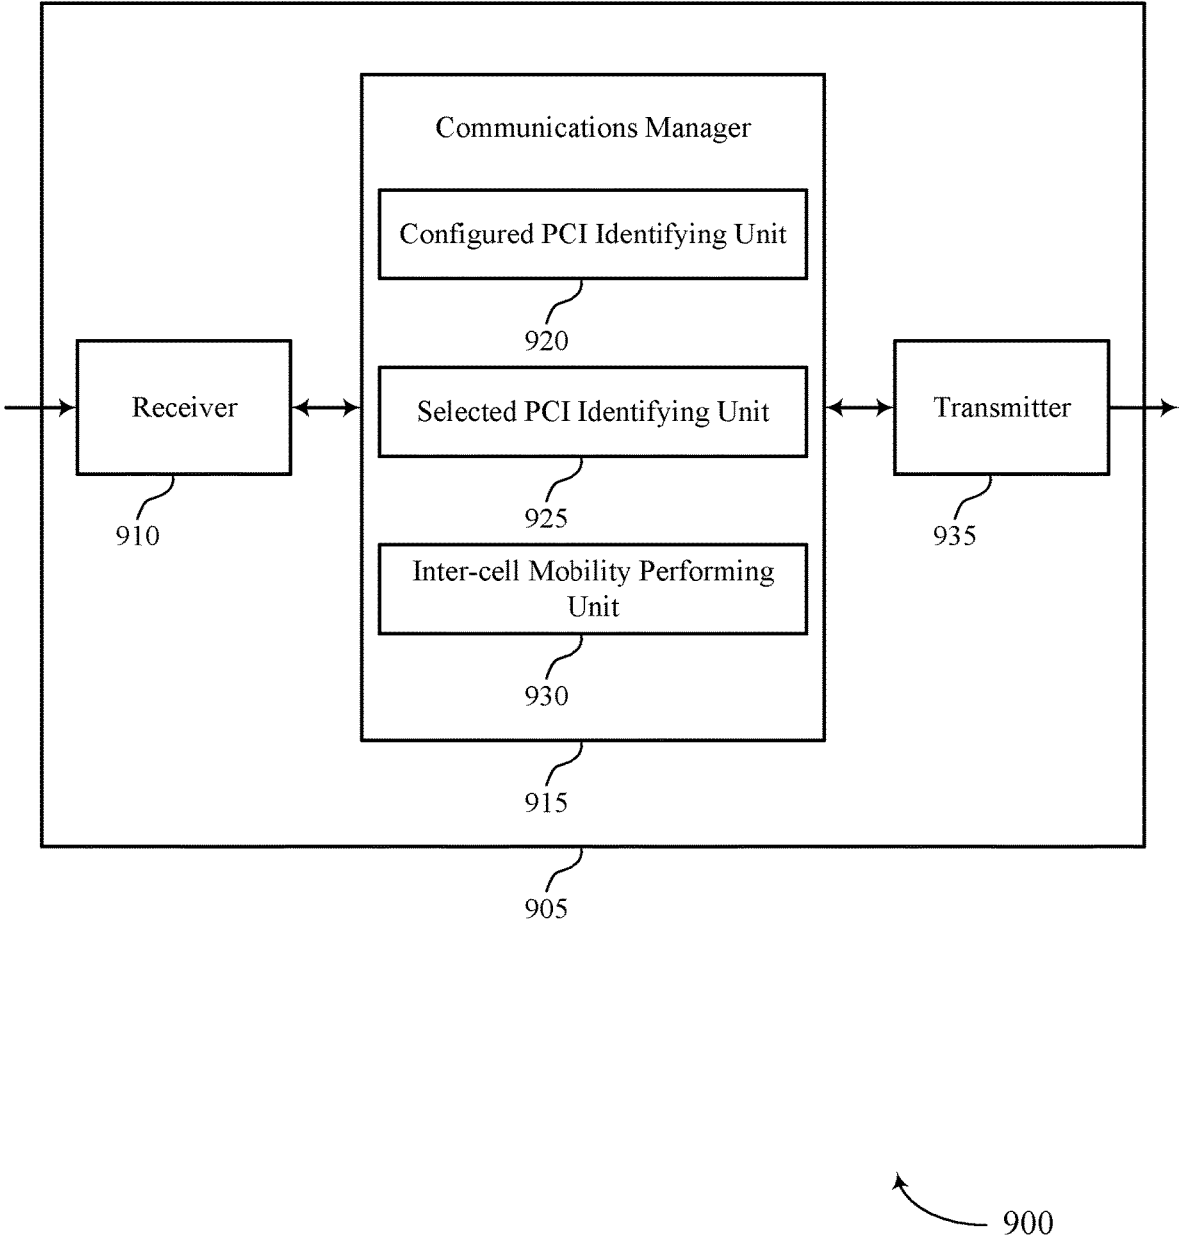 Communications Manager
Configured PCI Identifying Unit
920
Receiver
910
Selected PCI Identifying Unit
925
Transmitter
935
Inter-cell Mobility Performing
Unit
930
915
905
900